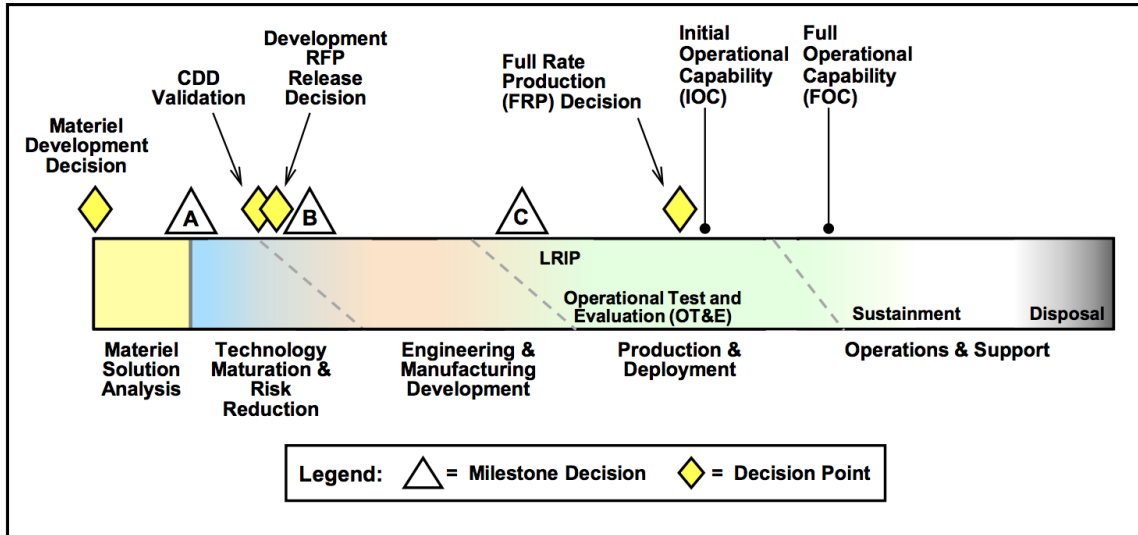 Materiel
Development
Decision
CDD
Validation
Development
RFP
Release
Decision
Full Rate
Production
(FRP) Decision
Initial
Operational
Capability
(IOC)
Full
Operational
Capability
(FOC)
A
B
C
LRIP
Operational Test and
Evaluation (OT&E)
Sustainment
Disposal
Materiel
Solution
Analysis
Technology
Maturation &
Risk
Reduction
Engineering &
Manufacturing
Development
Production &
Deployment
Operations & Support
Legend: = Milestone Decision = Decision Point